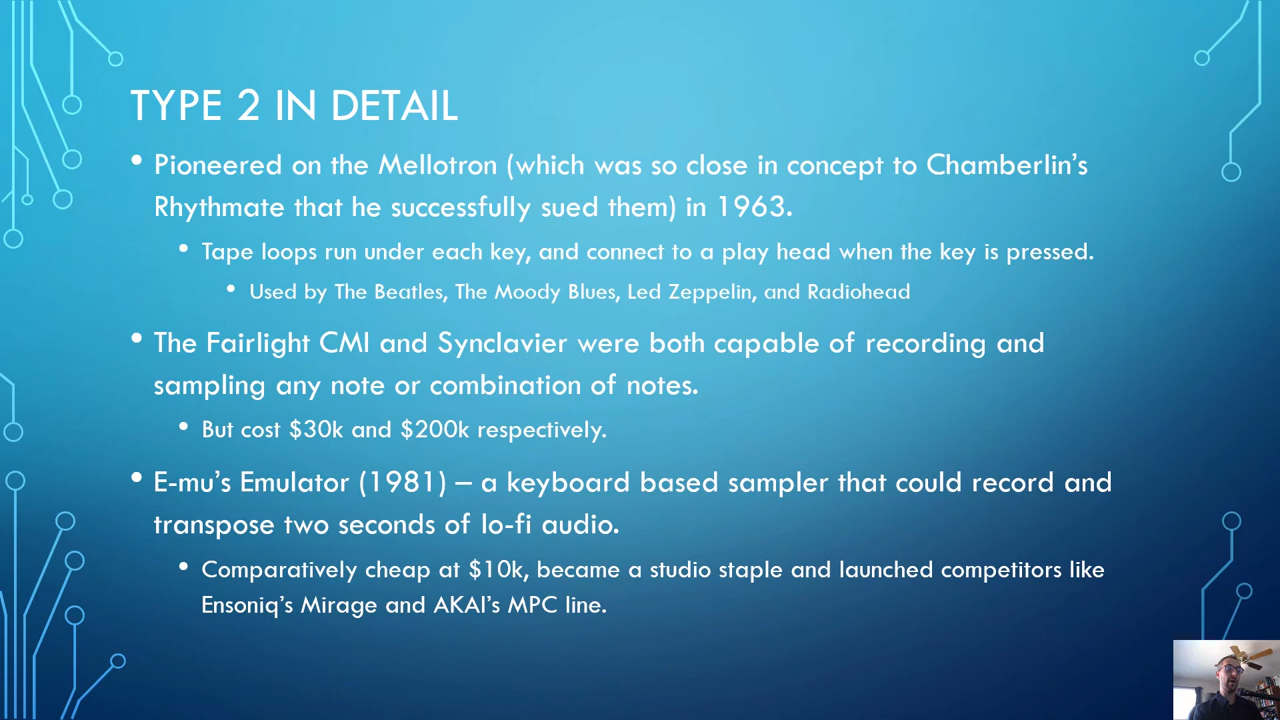 TYPE 2 IN DETAIL
• Pioneered on the Mellotron (which was so close in concept to Chamberlin’s
Rhythmate that he successfully sued them) in 1963.
• Tape loops run under each key, and connect to a play head when the key is pressed.
• Used by The Beatles, The Moody Blues, Led Zeppelin, and Radiohead
• The Fairlight CMI and Synclavier were both capable of recording and
sampling any note or combination of notes.
• But cost $30k and $200k respectively.
• E-mu’s Emulator (1981) – a keyboard based sampler that could record and
transpose two seconds of lo-fi audio.
• Comparatively cheap at $10k, became a studio staple and launched competitors like
Ensoniq’s Mirage and AKAI’s MPC line.